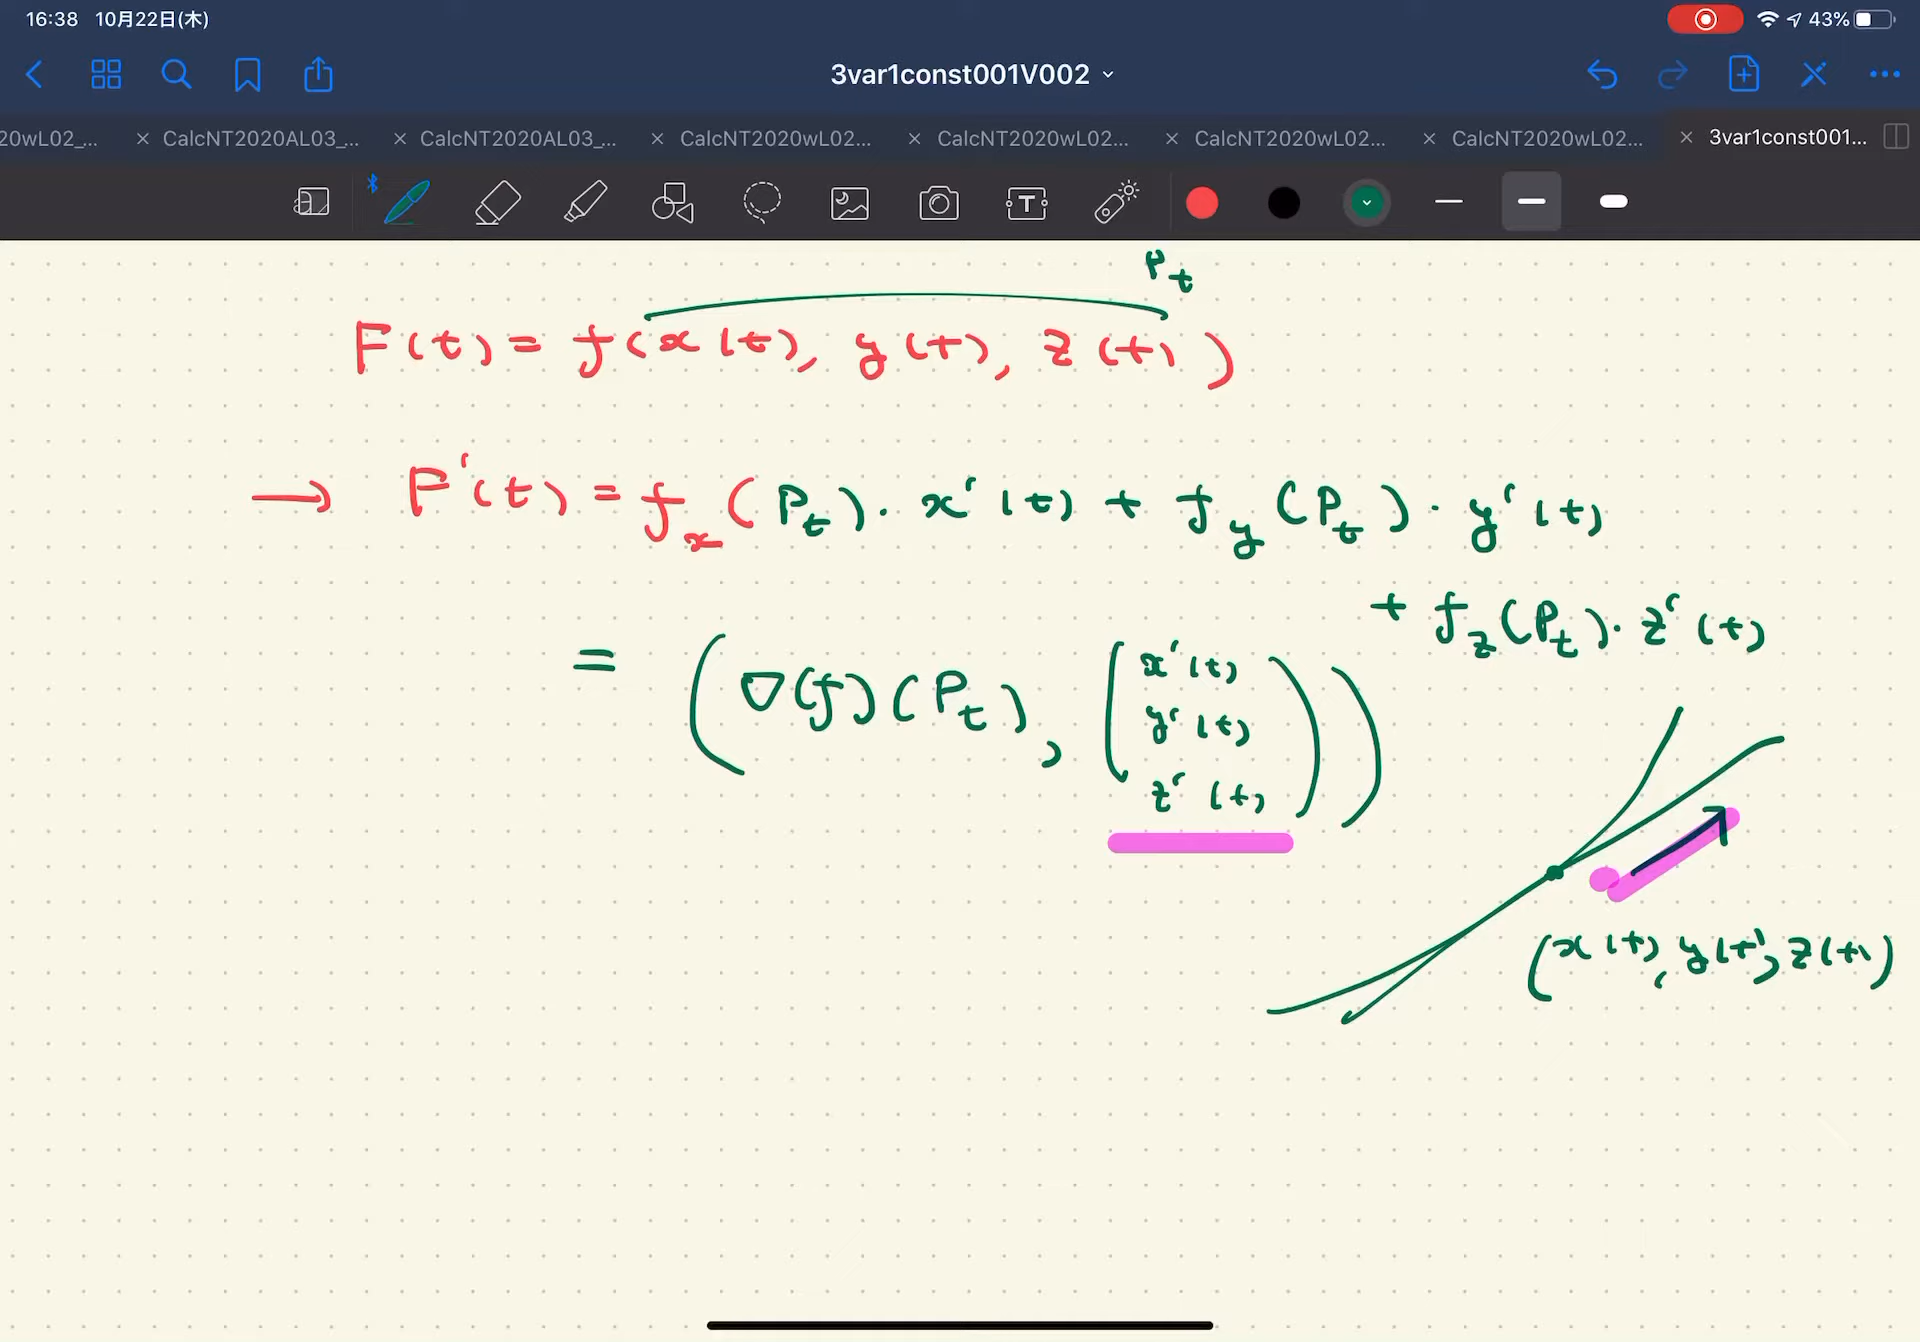 16:38 10月22日(木) 43%
3var1const001V002
20wL02_... CalcNT2020AL03_... CalcNT2020AL03_... CalcNT2020wL02... CalcNT2020wL02... CalcNT2020wL02... CalcNT2020wL02... 3var1const001...
T
P_t
F(t) = f(x(t), y(t), z(t))
→ F'(t) = f_x(P_t)・x'(t) + f_y(P_t)・y'(t)
+ f_z(P_t)・z'(t)
= (∇(f)(P_t), (x'(t)
y'(t)
z'(t)))
(x(t), y(t), z(t))